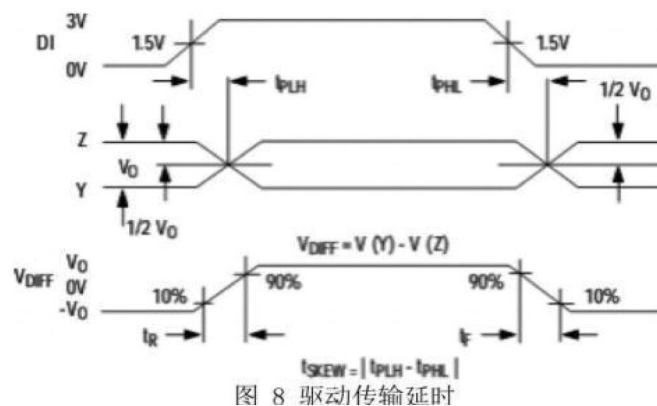 3V
DI
1.5V
1.5V
0V
tPLH
tPHL
1/2 VO
Z
VO
Y
1/2 VO
VDIFF = V (Y) - V (Z)
VDIFF
VO
0V
-VO
10%
90%
90%
10%
tR
tF
tSKEW = | tPLH - tPHL |
图 8 驱动传输延时